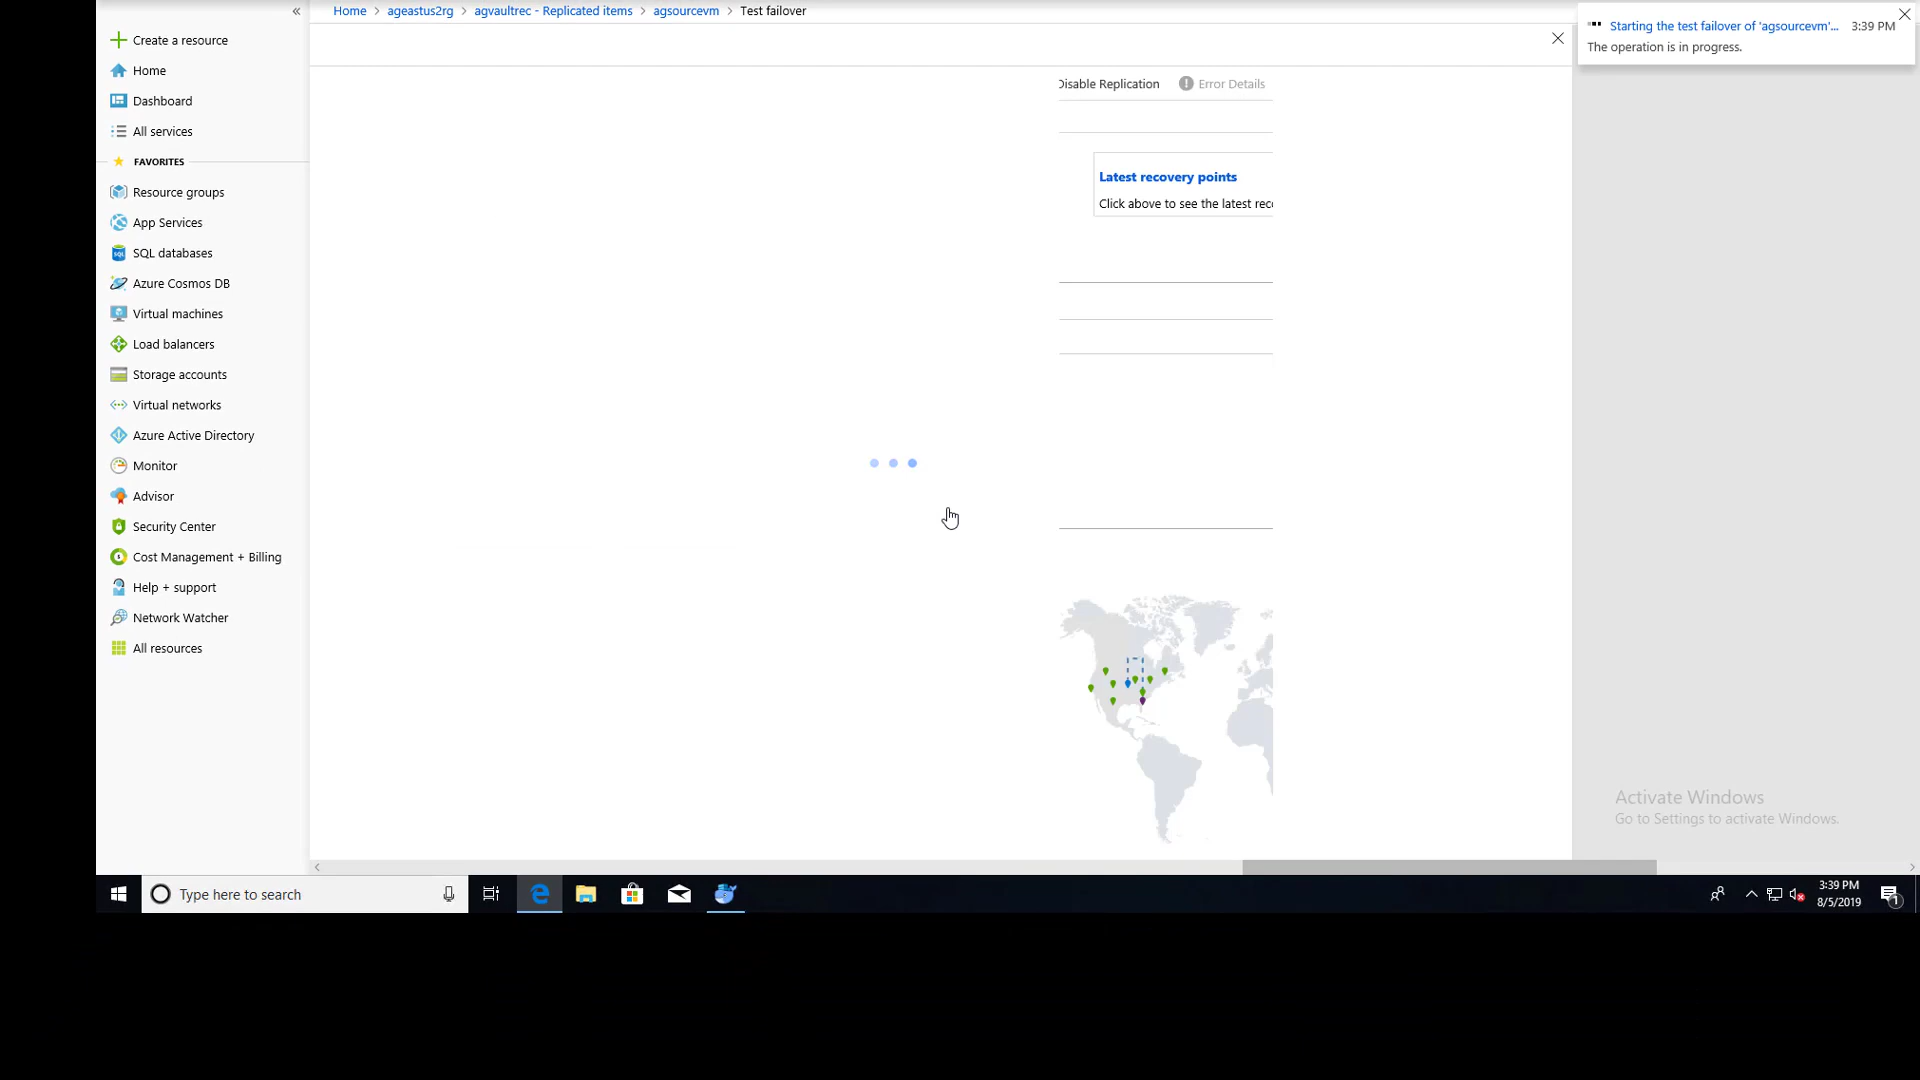 «
Home > ageastus2rg > agvaultrec - Replicated items > agsourcevm > Test failover
Starting the test failover of 'agsourcevm'... 3:39 PM
The operation is in progress.
Create a resource
Home
Dashboard
All services
FAVORITES
Resource groups
App Services
SQL databases
Azure Cosmos DB
Virtual machines
Load balancers
Storage accounts
Virtual networks
Azure Active Directory
Monitor
Advisor
Security Center
Cost Management + Billing
Help + support
Network Watcher
All resources
Disable Replication
Error Details
Latest recovery points
Click above to see the latest reco
Activate Windows
Go to Settings to activate Windows.
Type here to search
3:39 PM
8/5/2019
1